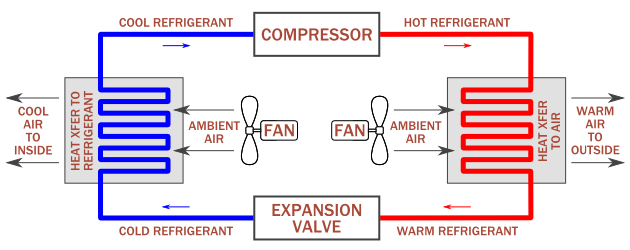 COOL REFRIGERANT
COMPRESSOR
HOT REFRIGERANT
COOL
AIR
TO
INSIDE
HEAT XFER TO
REFRIGERANT
AMBIENT
AIR
FAN
FAN
AMBIENT
AIR
HEAT XFER
TO AIR
WARM
AIR
TO
OUTSIDE
COLD REFRIGERANT
EXPANSION
VALVE
WARM REFRIGERANT